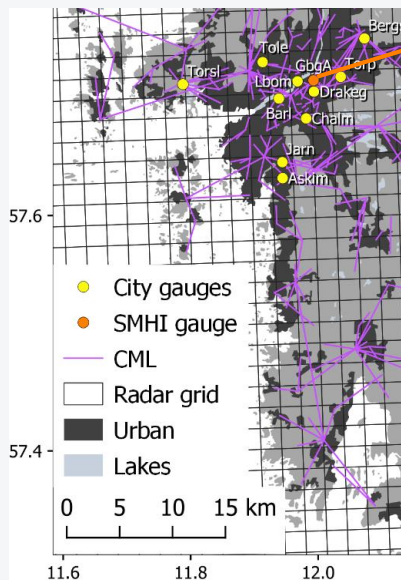 Bergs
Tole
GbgA
Torsl
Lbom
Torp
Drakeg
Barl
Chalm
Jarn
Askim
57.6
City gauges
SMHI gauge
CML
Radar grid
Urban
57.4
Lakes
0 5 10 15 km
11.6 11.8 12.0